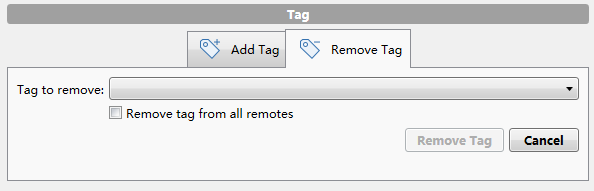 Tag
Add Tag Remove Tag
Tag to remove:
Remove tag from all remotes
Remove Tag Cancel